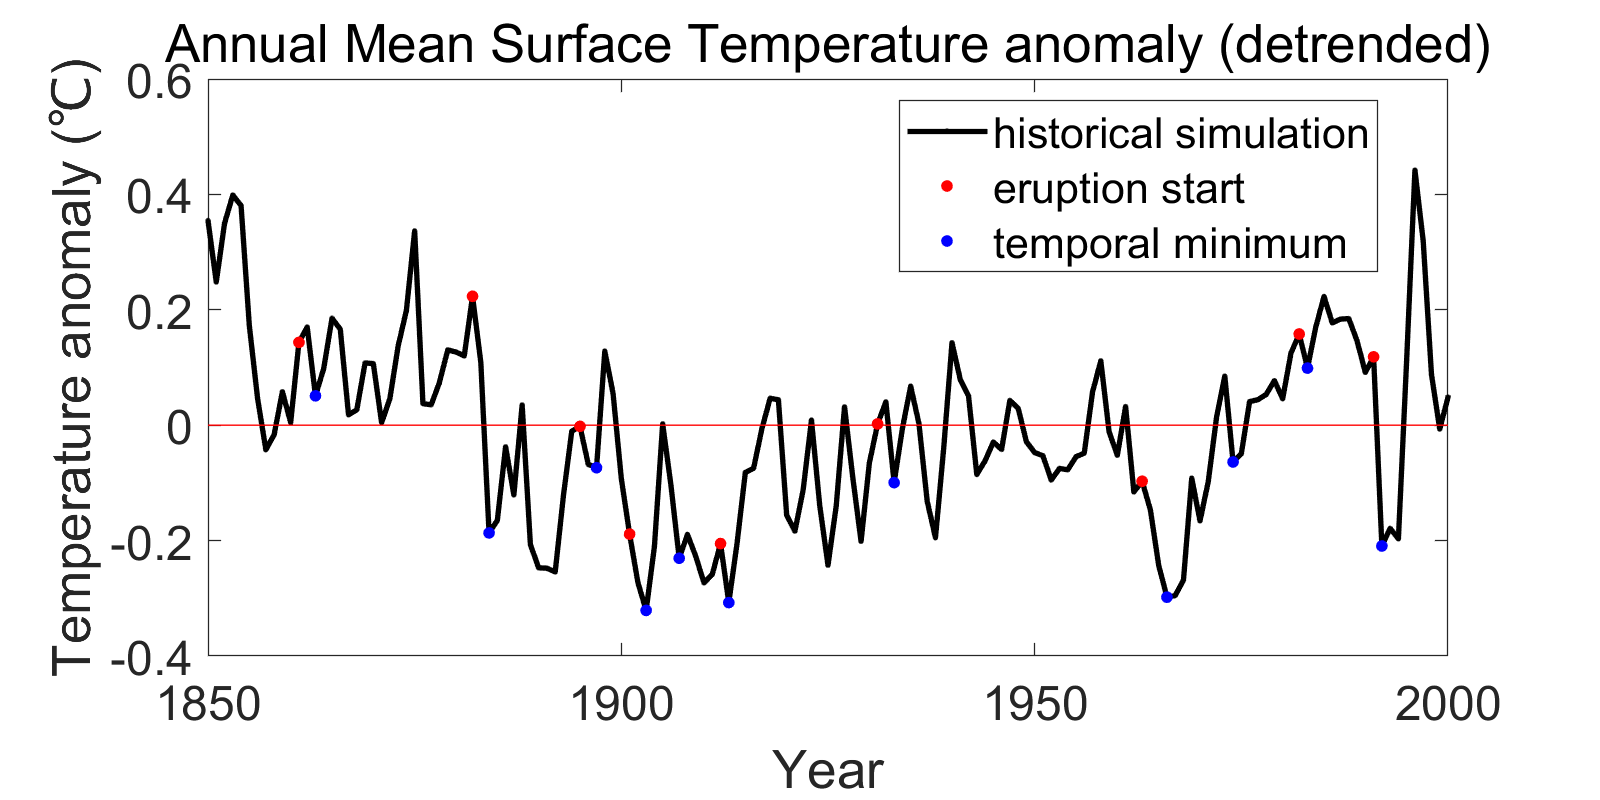 Annual Mean Surface Temperature anomaly (detrended)
Temperature anomaly (℃)
0.6
0.4
0.2
0
-0.2
-0.4
historical simulation
eruption start
temporal minimum
1850 1900 1950 2000
Year